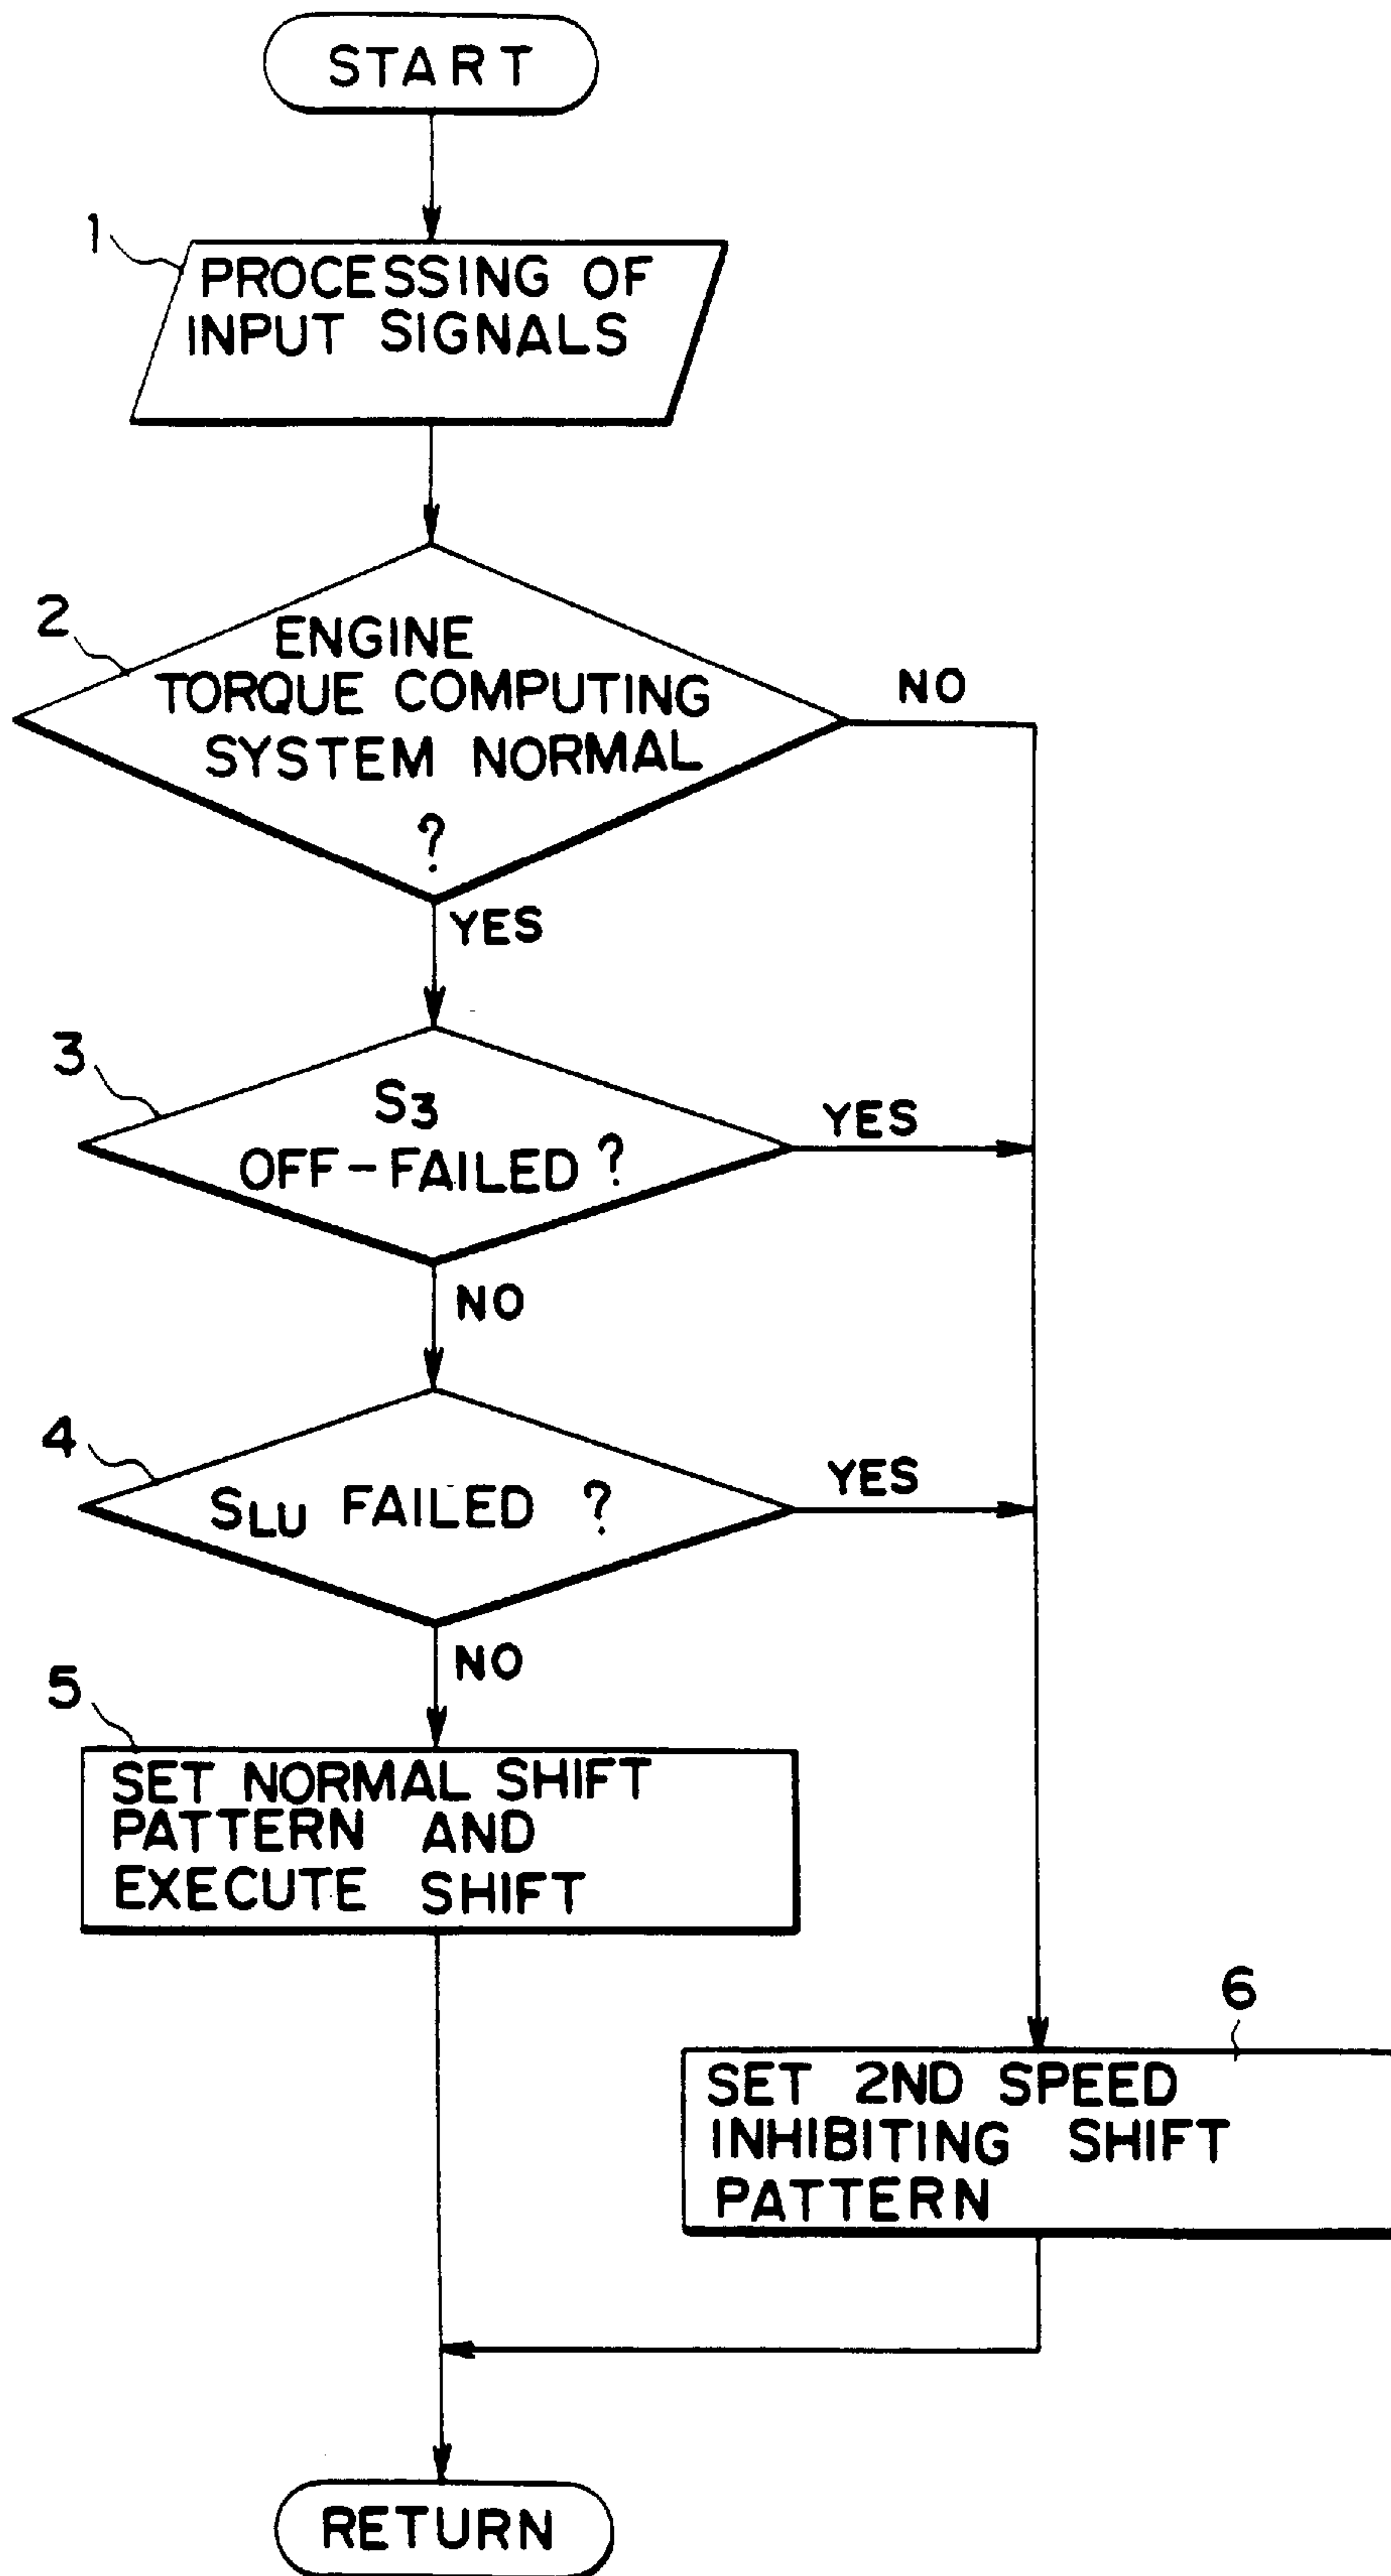 START
1
PROCESSING OF
INPUT SIGNALS
2
ENGINE
TORQUE COMPUTING
SYSTEM NORMAL
?
NO
YES
3
S3
OFF-FAILED ?
YES
NO
4
SLU FAILED ?
YES
NO
5
SET NORMAL SHIFT
PATTERN AND
EXECUTE SHIFT
6
SET 2ND SPEED
INHIBITING SHIFT
PATTERN
RETURN